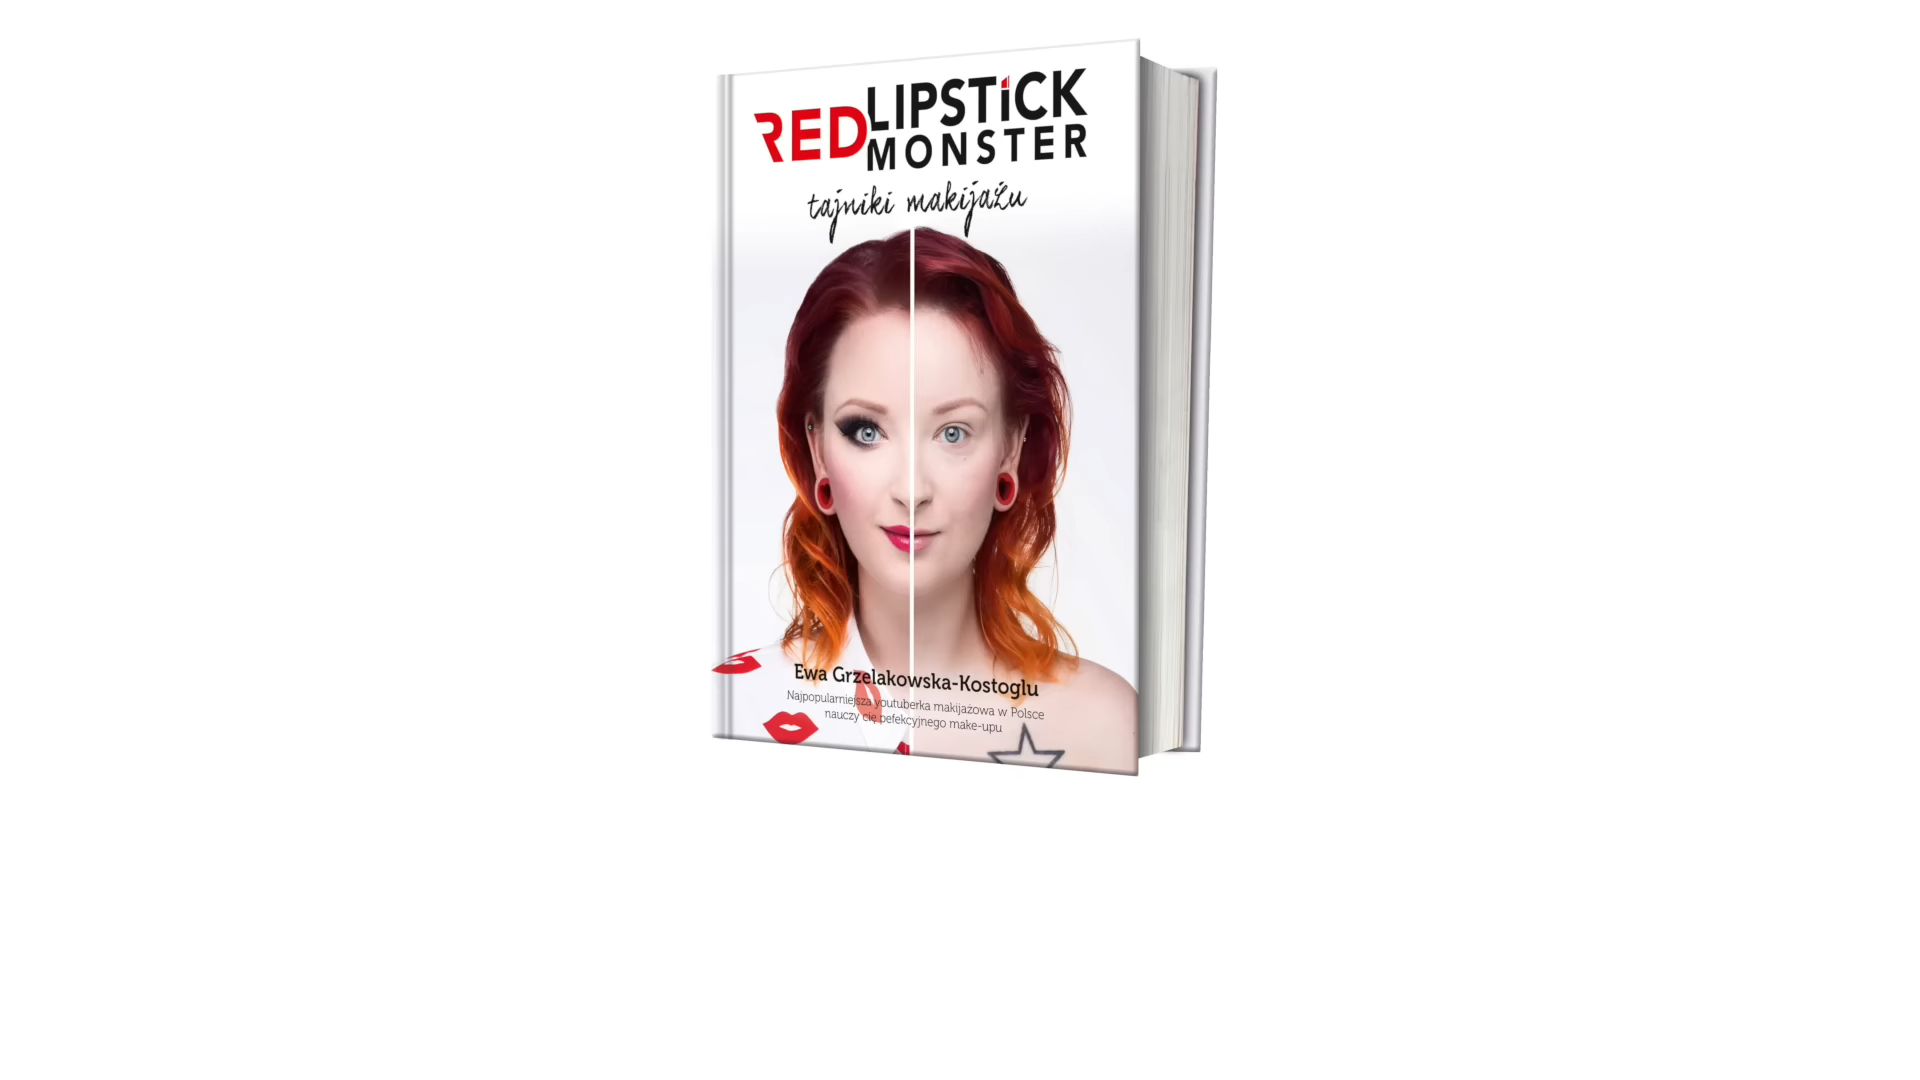 RED LIPSTICK
MONSTER
tajniki makijażu
Ewa Grzelakowska-Kostoglu
Najpopularniejsza youtuberka makijażowa w Polsce
nauczy cię pefekcyjnego make-upu